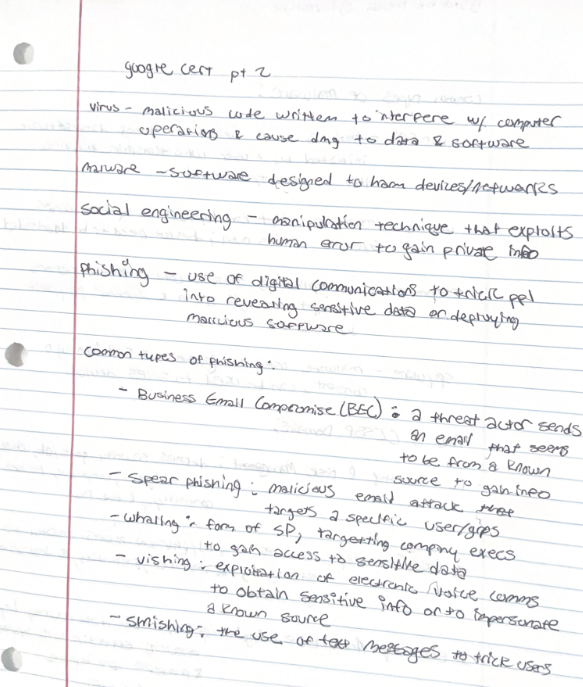 google cert pt 2
virus - malicious code written to interfere w/ computer
operations & cause dmg to data & software
malware - software designed to harm devices/networks
social engineering - manipulation technique that exploits
human error to gain private info
phishing - use of digital communications to trick ppl
into revealing sensitive data or deploying
malicious software
common types of phishing:
- Business Email Compromise (BEC): a threat actor sends
an email that seems
to be from a known
source to gain info
- spear phishing: malicious email attack that
targets a specific user/grps
- whaling: form of SP, targetting company execs
to gain access to sensitive data
- vishing: exploitation of electronic voice comms
to obtain sensitive info or to impersonate
a known source
- smishing: the use of text messages to trick users